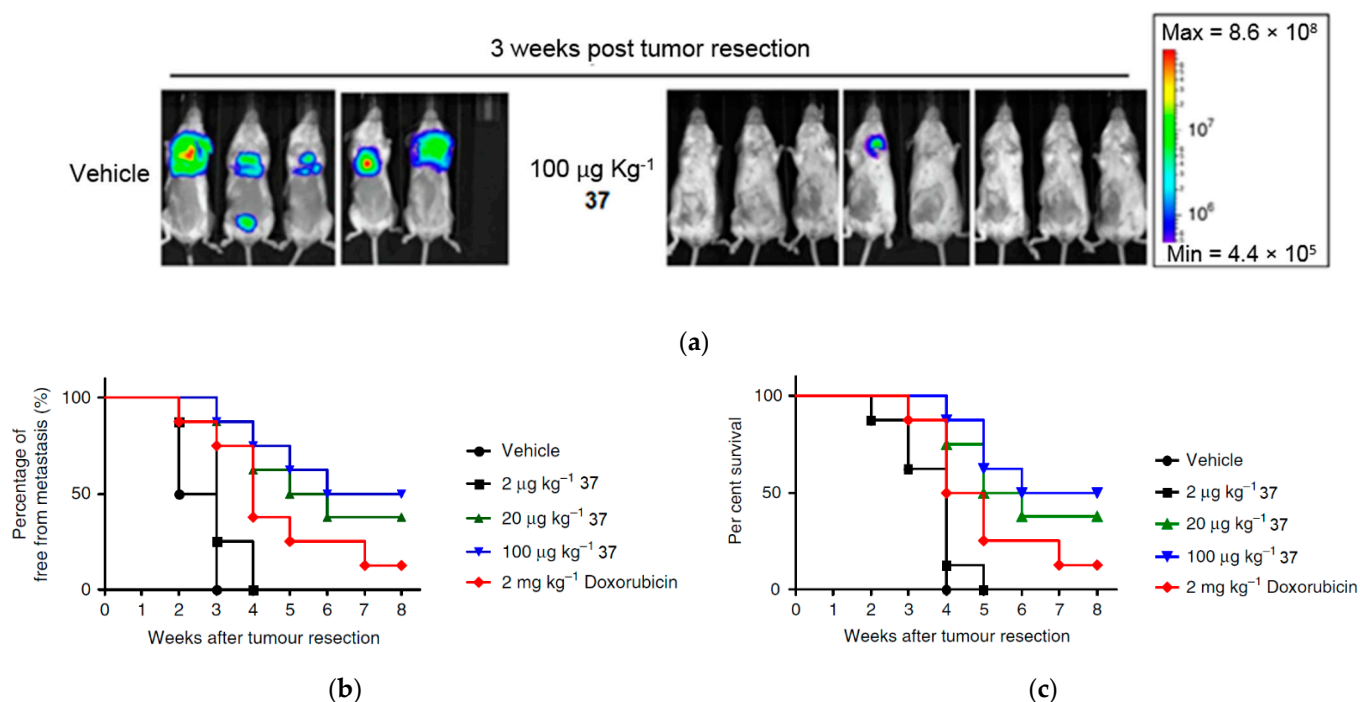 3 weeks post tumor resection
Max = 8.6 × 10⁸
Vehicle
100 µg Kg⁻¹
37
10⁷
10⁶
Min = 4.4 × 10⁵
(a)
Percentage of
free from metastasis (%)
100
50
0
0 1 2 3 4 5 6 7 8
Weeks after tumour resection
Vehicle
2 µg kg⁻¹ 37
20 µg kg⁻¹ 37
100 µg kg⁻¹ 37
2 mg kg⁻¹ Doxorubicin
(b)
Per cent survival
100
50
0
0 1 2 3 4 5 6 7 8
Weeks after tumour resection
Vehicle
2 µg kg⁻¹ 37
20 µg kg⁻¹ 37
100 µg kg⁻¹ 37
2 mg kg⁻¹ Doxorubicin
(c)